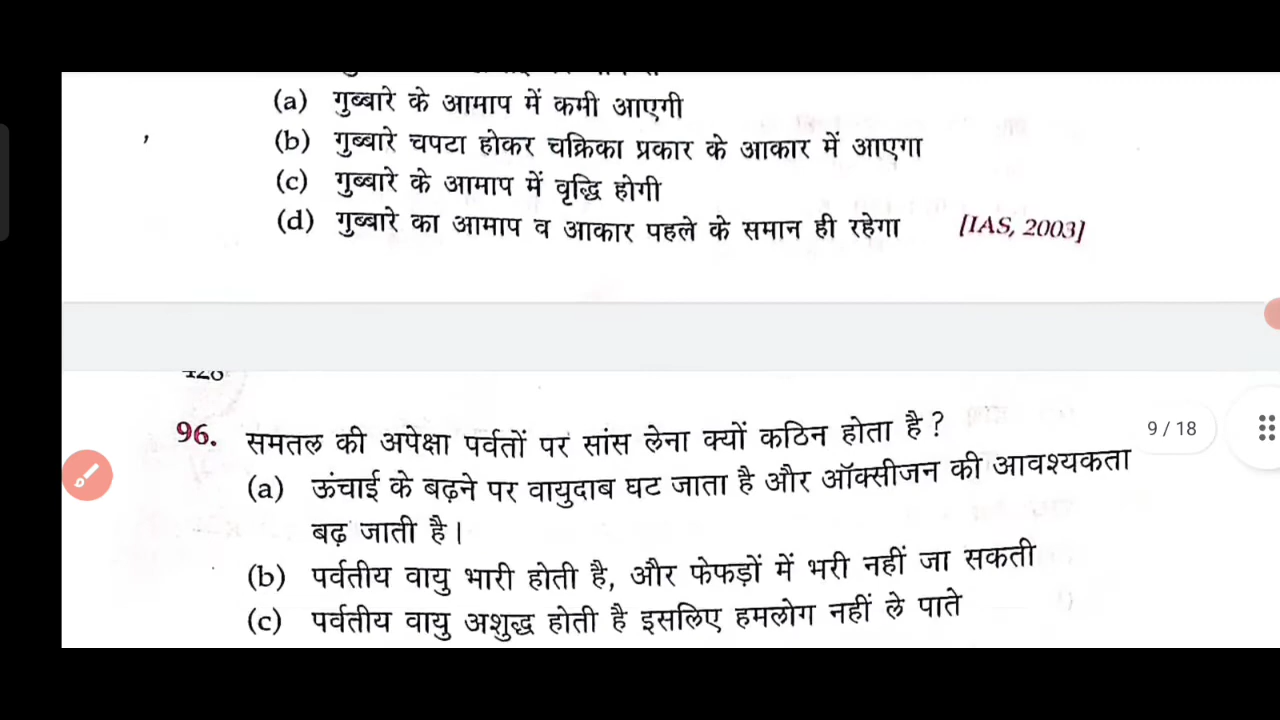 (a) गुब्बारे के आमाप में कमी आएगी
(b) गुब्बारे चपटा होकर चक्रिका प्रकार के आकार में आएगा
(c) गुब्बारे के आमाप में वृद्धि होगी
(d) गुब्बारे का आमाप व आकार पहले के समान ही रहेगा [IAS, 2003]
96. समतल की अपेक्षा पर्वतों पर सांस लेना क्यों कठिन होता है?
9 / 18
(a) ऊंचाई के बढ़ने पर वायुदाब घट जाता है और ऑक्सीजन की आवश्यकता
बढ़ जाती है।
(b) पर्वतीय वायु भारी होती है, और फेफड़ों में भरी नहीं जा सकती
(c) पर्वतीय वायु अशुद्ध होती है इसलिए हमलोग नहीं ले पाते